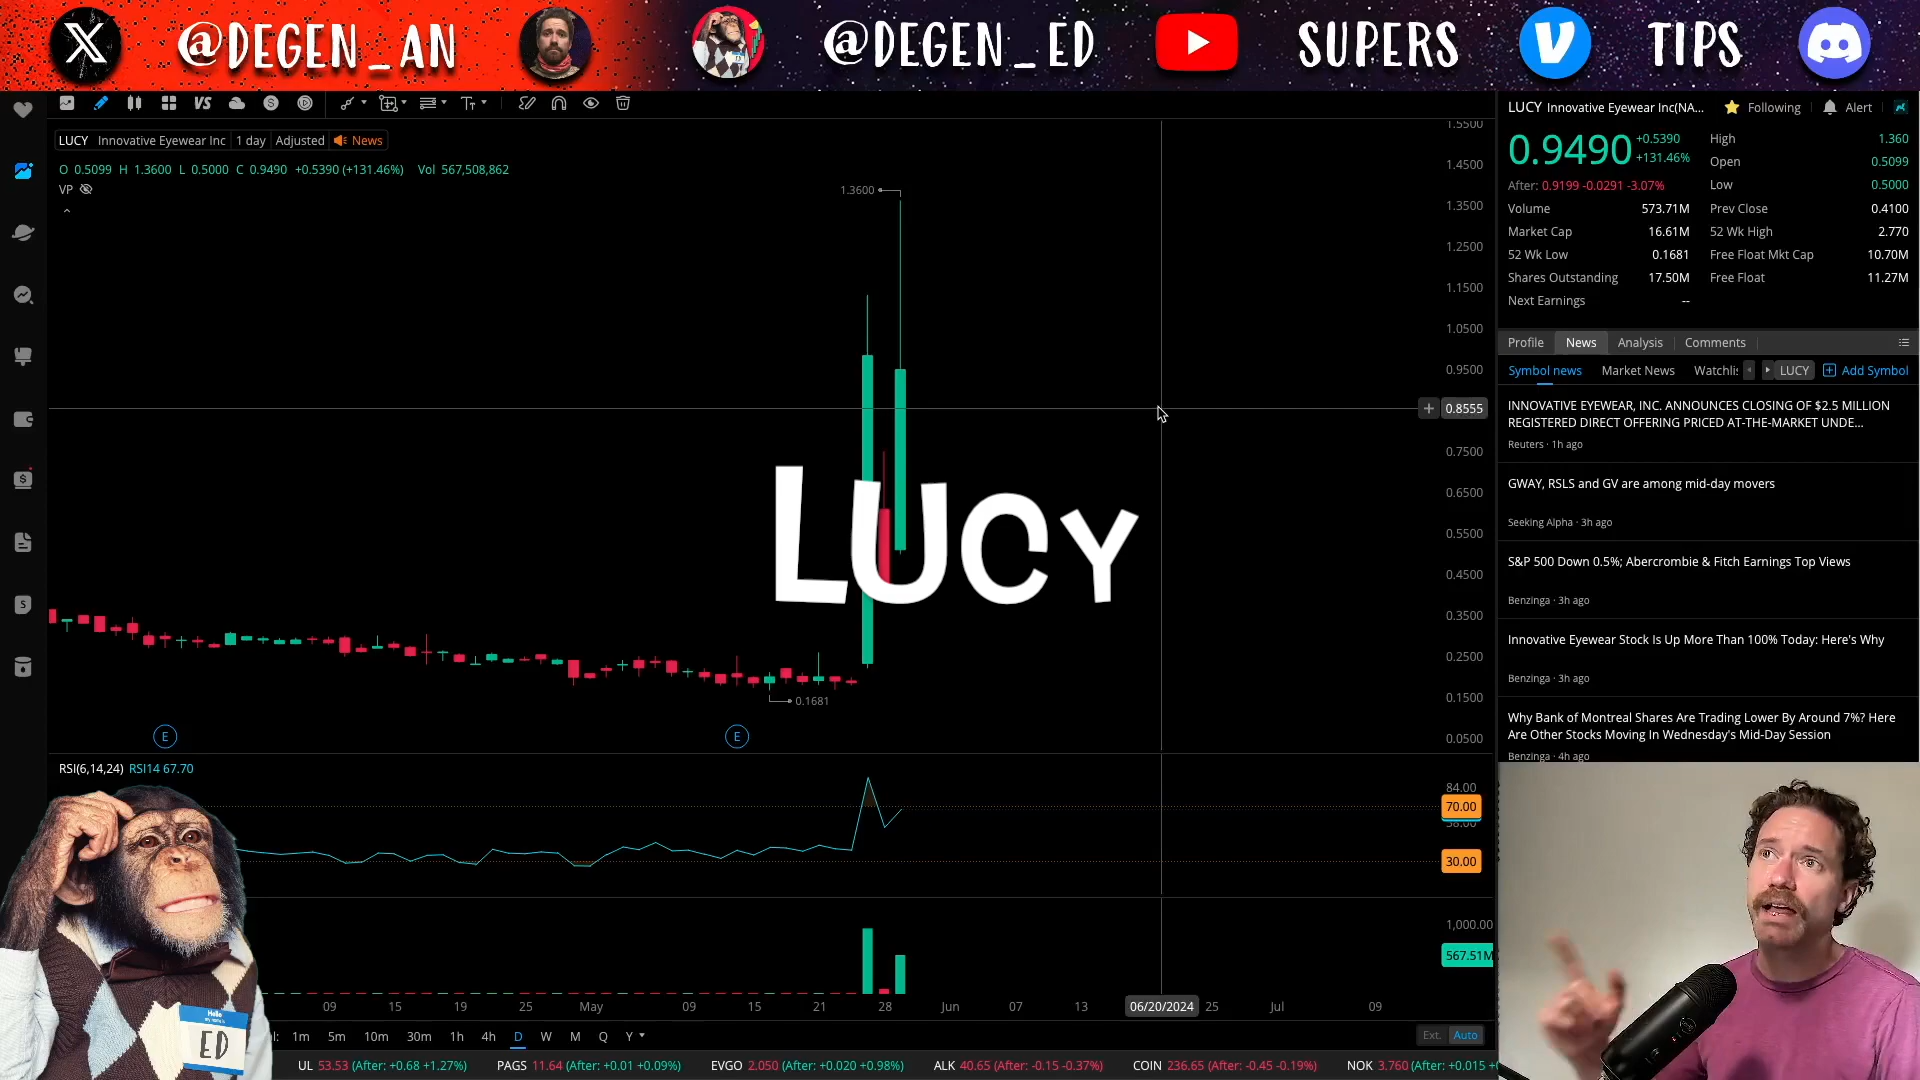 @DEGEN_AN @DEGEN_ED SUPERS TIPS
VS
LUCY Innovative Eyewear Inc 1 day Adjusted News
O 0.5099 H 1.3600 L 0.5000 C 0.9490 +0.5390 (+131.46%) Vol 567,508,862
VP
1.3600
LUCY
0.1681
E E
1.5500
1.4500
1.3500
1.2500
1.1500
1.0500
0.9500
0.8555
0.7500
0.6500
0.5500
0.4500
0.3500
0.2500
0.1500
0.0500
RSI(6,14,24) RSI14 67.70
84.00
70.00
30.00
1,000.00
567.51M
09 15 19 25 May 09 15 21 28 Jun 07 13 06/20/2024 25 Jul 09
1m 5m 10m 30m 1h 4h D W M Q Y
Ext. Auto
UL 53.53 (After: +0.68 +1.27%) PAGS 11.64 (After: +0.01 +0.09%) EVGO 2.050 (After: +0.020 +0.98%) ALK 40.65 (After: -0.15 -0.37%) COIN 236.65 (After: -0.45 -0.19%) NOK 3.760 (After: +0.015
Hello
ED
LUCY Innovative Eyewear Inc(NA... Following Alert
0.9490 +0.5390 +131.46%
After: 0.9199 -0.0291 -3.07%
High 1.360
Open 0.5099
Low 0.5000
Volume 573.71M Prev Close 0.4100
Market Cap 16.61M 52 Wk High 2.770
52 Wk Low 0.1681 Free Float Mkt Cap 10.70M
Shares Outstanding 17.50M Free Float 11.27M
Next Earnings --
Profile News Analysis Comments
Symbol news Market News Watchli LUCY Add Symbol
INNOVATIVE EYEWEAR, INC. ANNOUNCES CLOSING OF $2.5 MILLION
REGISTERED DIRECT OFFERING PRICED AT-THE-MARKET UNDE...
Reuters · 1h ago
GWAY, RSLS and GV are among mid-day movers
Seeking Alpha · 3h ago
S&P 500 Down 0.5%; Abercrombie & Fitch Earnings Top Views
Benzinga · 3h ago
Innovative Eyewear Stock Is Up More Than 100% Today: Here's Why
Benzinga · 3h ago
Why Bank of Montreal Shares Are Trading Lower By Around 7%? Here
Are Other Stocks Moving In Wednesday's Mid-Day Session
Benzinga · 4h ago